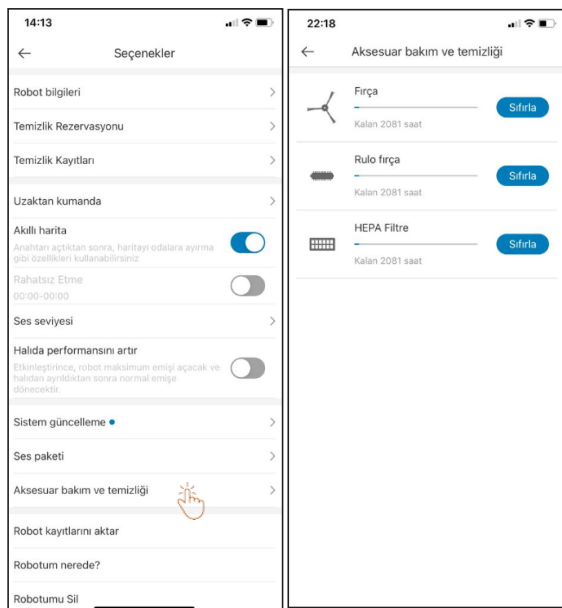 14:13
Seçenekler
Robot bilgileri
Temizlik Rezervasyonu
Temizlik Kayıtları
Uzaktan kumanda
Akıllı harita
Anahtarı açtıktan sonra, haritayı odalara ayırma
gibi özellikleri kullanabilirsiniz
Rahatsız Etme
00:00-00:00
Ses seviyesi
Halıda performansını artır
Etkinleştirince, robot maksimum emişi açacak ve
halıdan ayrıldıktan sonra normal emişe
dönecektir.
Sistem güncelleme
Ses paketi
Aksesuar bakım ve temizliği
Robot kayıtlarını aktar
Robotum nerede?
Robotumu Sil
22:18
Aksesuar bakım ve temizliği
Fırça
Sıfırla
Kalan 2081 saat
Rulo fırça
Sıfırla
Kalan 2081 saat
HEPA Filtre
Sıfırla
Kalan 2081 saat